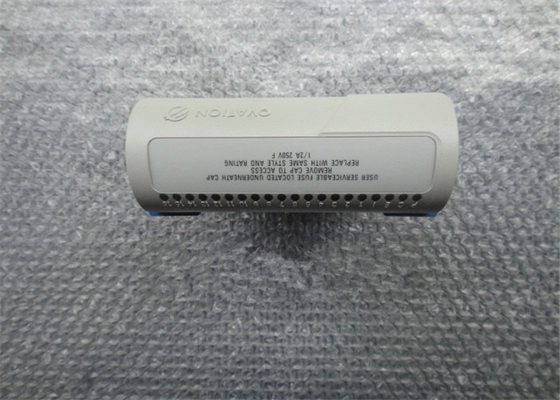 USER SERVICEABLE FUSE LOCATED UNDERNEATH CAP
REMOVE CAP TO ACCESS
REPLACE WITH SAME STYLE AND RATING
1/2A 250V F
OVATION